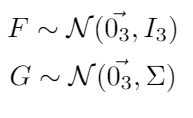 F ∼ 𝒩(0⃗₃, I₃)
G ∼ 𝒩(0⃗₃, Σ)